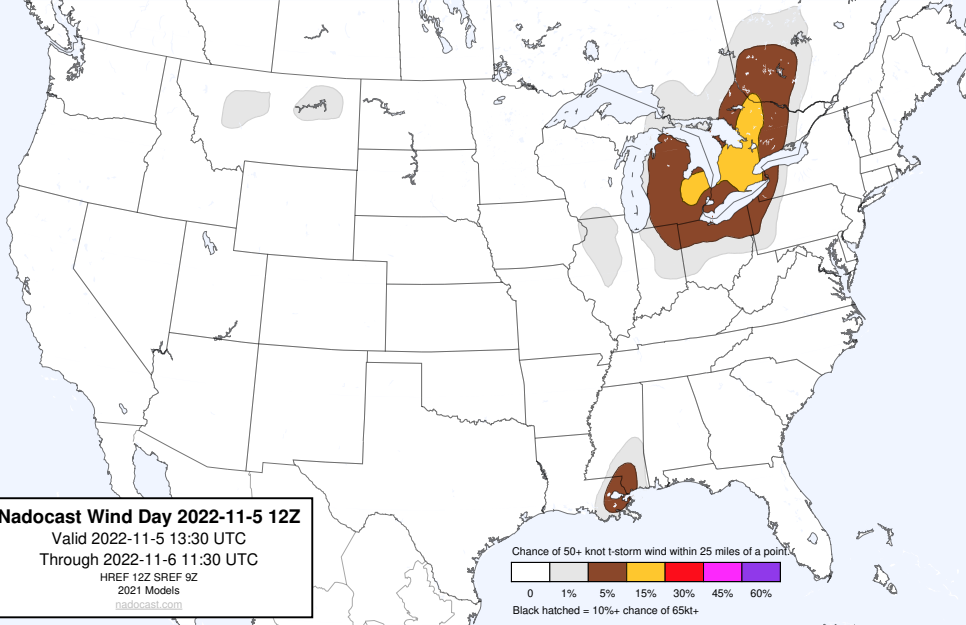 Nadocast Wind Day 2022-11-5 12Z
Valid 2022-11-5 13:30 UTC
Through 2022-11-6 11:30 UTC
HREF 12Z SREF 9Z
2021 Models
nadocast.com
Chance of 50+ knot t-storm wind within 25 miles of a point.
0 1% 5% 15% 30% 45% 60%
Black hatched = 10%+ chance of 65kt+